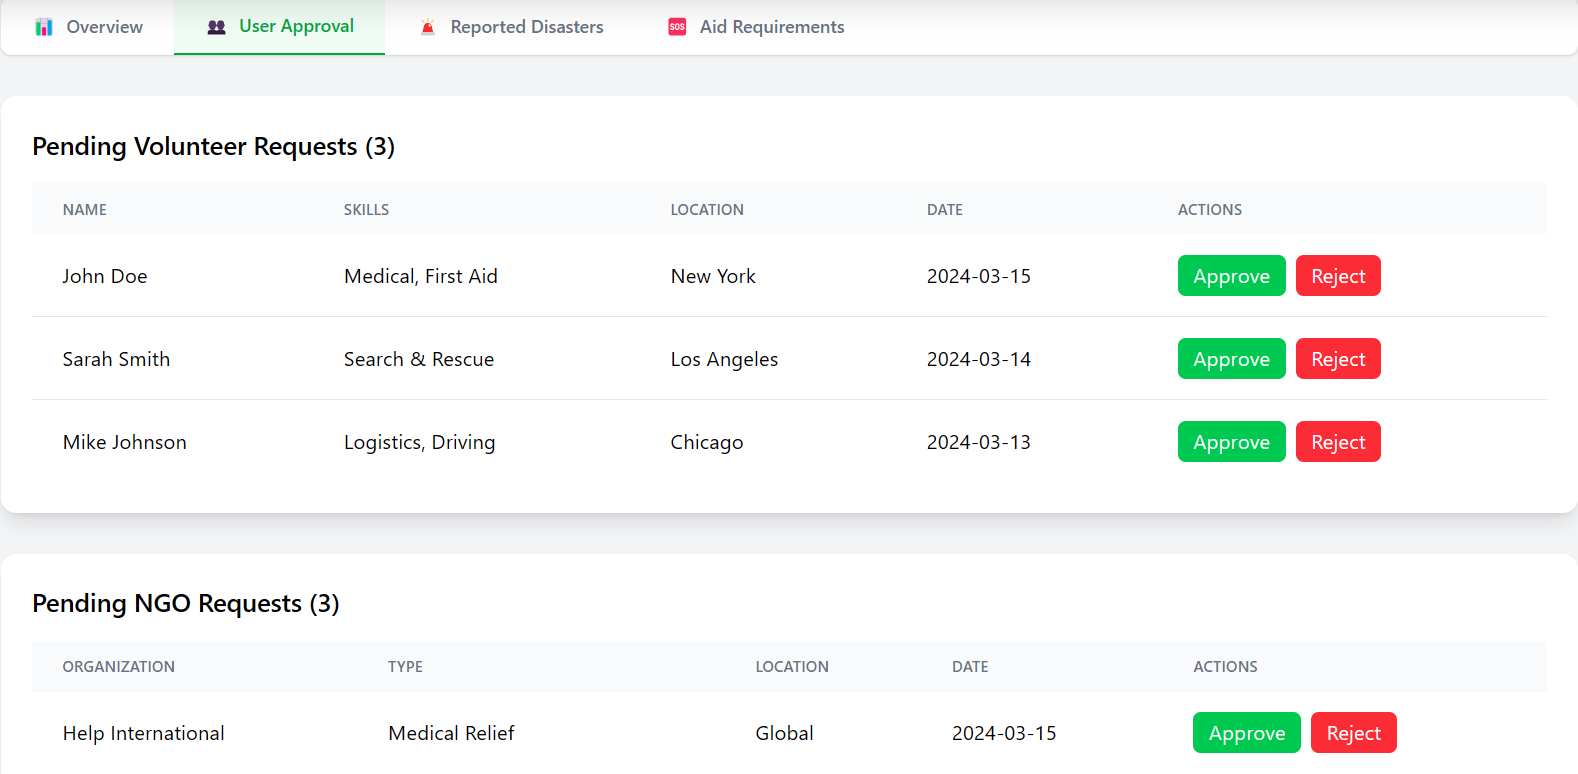 Overview User Approval Reported Disasters SOS Aid Requirements
Pending Volunteer Requests (3)
NAME SKILLS LOCATION DATE ACTIONS
John Doe Medical, First Aid New York 2024-03-15 Approve Reject
Sarah Smith Search & Rescue Los Angeles 2024-03-14 Approve Reject
Mike Johnson Logistics, Driving Chicago 2024-03-13 Approve Reject
Pending NGO Requests (3)
ORGANIZATION TYPE LOCATION DATE ACTIONS
Help International Medical Relief Global 2024-03-15 Approve Reject